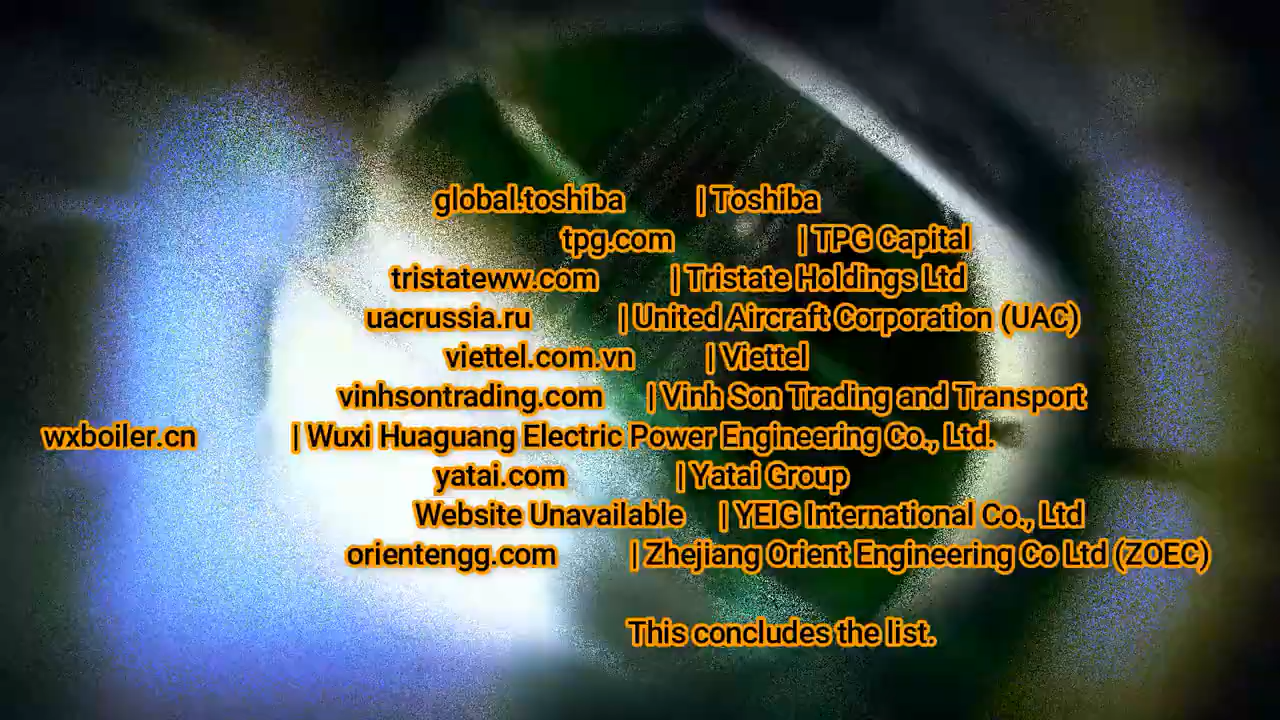 global.toshiba | Toshiba
tpg.com | TPG Capital
tristateww.com | Tristate Holdings Ltd
uacrussia.ru | United Aircraft Corporation (UAC)
viettel.com.vn | Viettel
vinhsontrading.com | Vinh Son Trading and Transport
wxboiler.cn | Wuxi Huaguang Electric Power Engineering Co., Ltd.
yatai.com | Yatai Group
Website Unavailable | YEIG International Co., Ltd
orientengg.com | Zhejiang Orient Engineering Co Ltd (ZOEC)
This concludes the list.